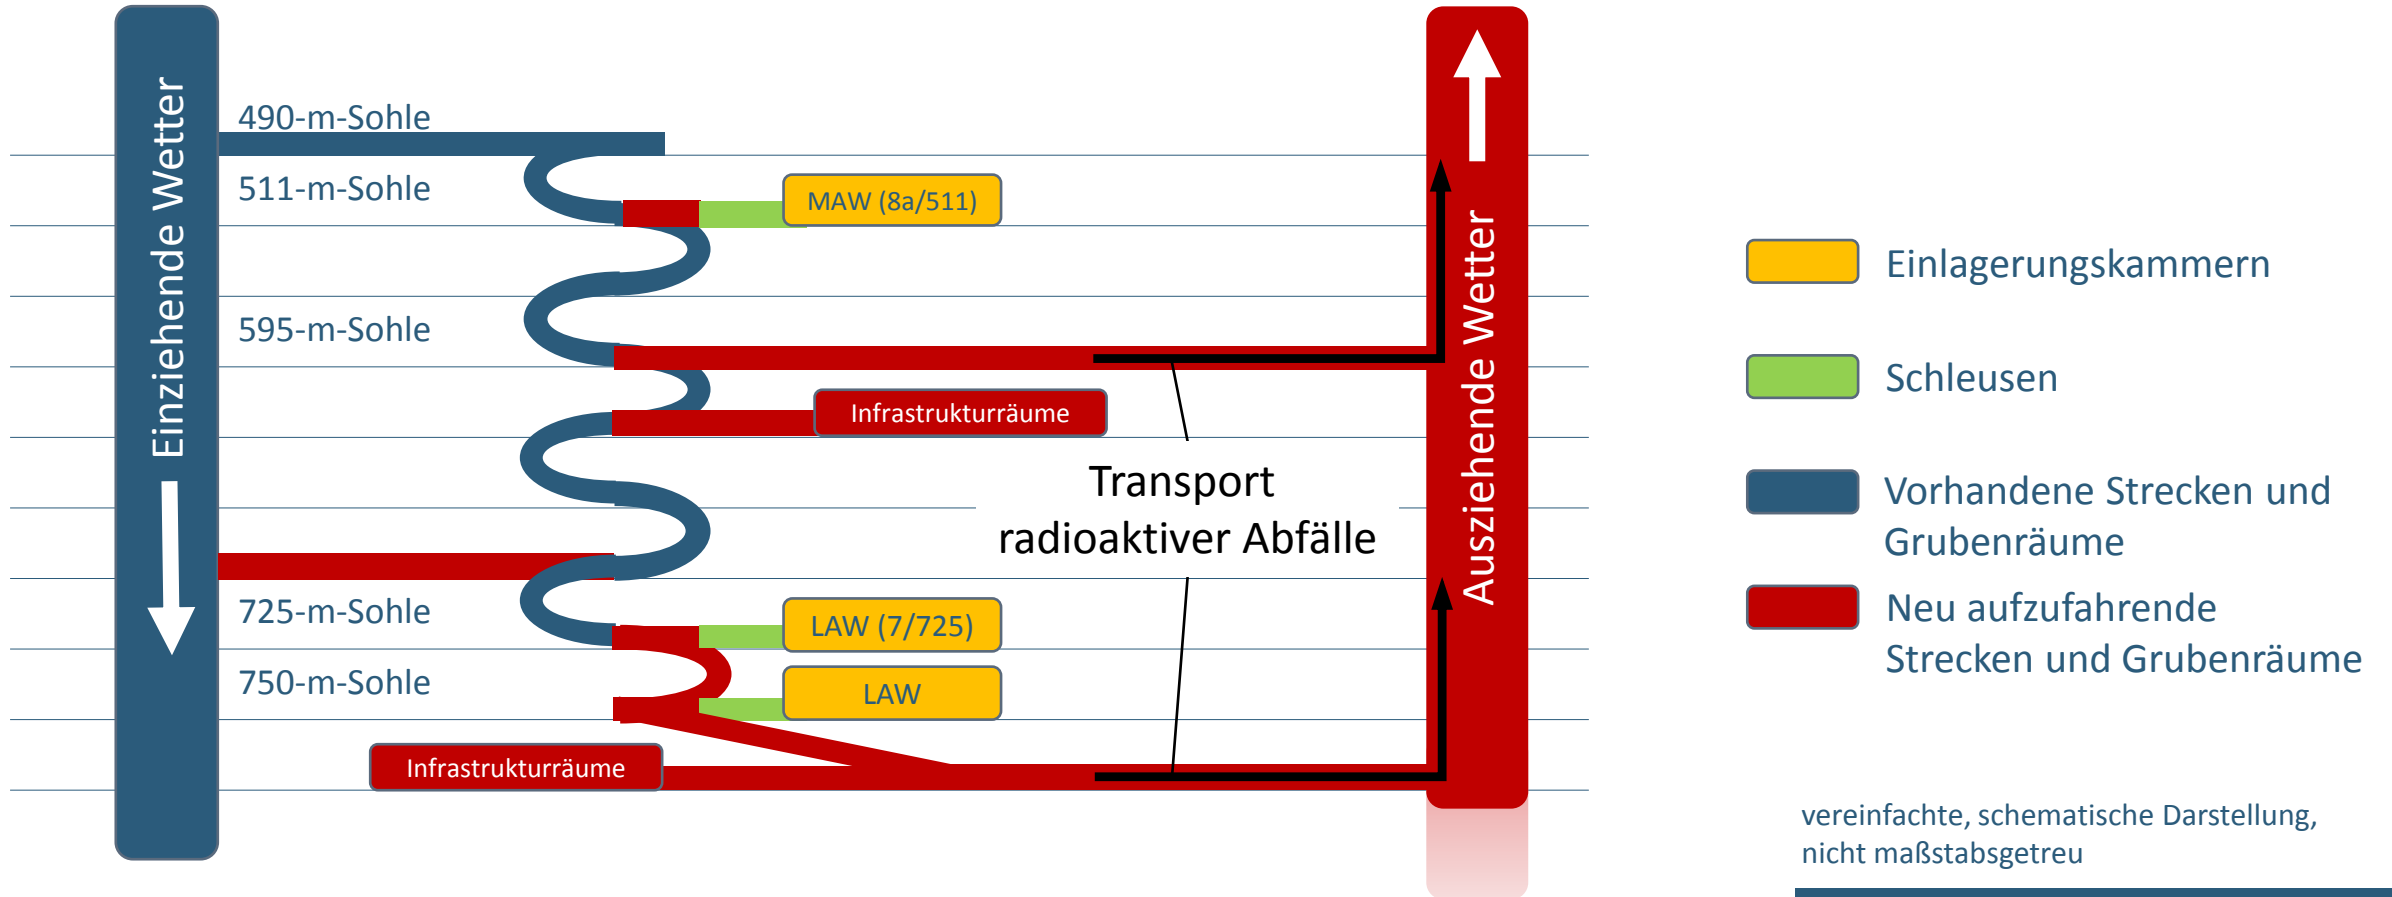 Einziehende Wetter
490-m-Sohle
511-m-Sohle
595-m-Sohle
725-m-Sohle
750-m-Sohle
MAW (8a/511)
Infrastrukturräume
Transport
radioaktiver Abfälle
LAW (7/725)
LAW
Infrastrukturräume
Ausziehende Wetter
Einlagerungskammern
Schleusen
Vorhandene Strecken und
Grubenräume
Neu aufzufahrende
Strecken und Grubenräume
vereinfachte, schematische Darstellung,
nicht maßstabsgetreu